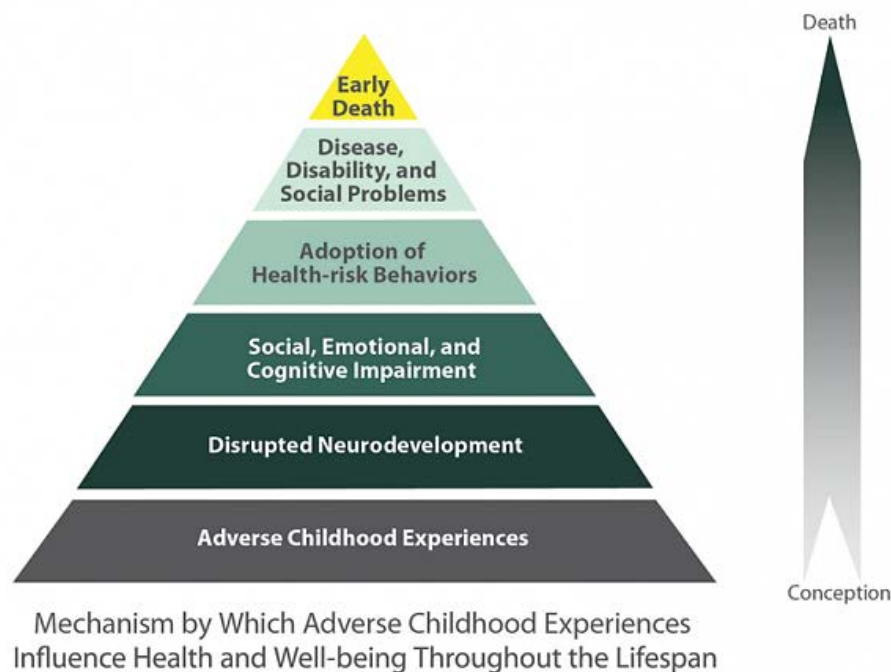 Death
Early
Death
Disease,
Disability, and
Social Problems
Adoption of
Health-risk Behaviors
Social, Emotional, and
Cognitive Impairment
Disrupted Neurodevelopment
Adverse Childhood Experiences
Conception
Mechanism by Which Adverse Childhood Experiences
Influence Health and Well-being Throughout the Lifespan